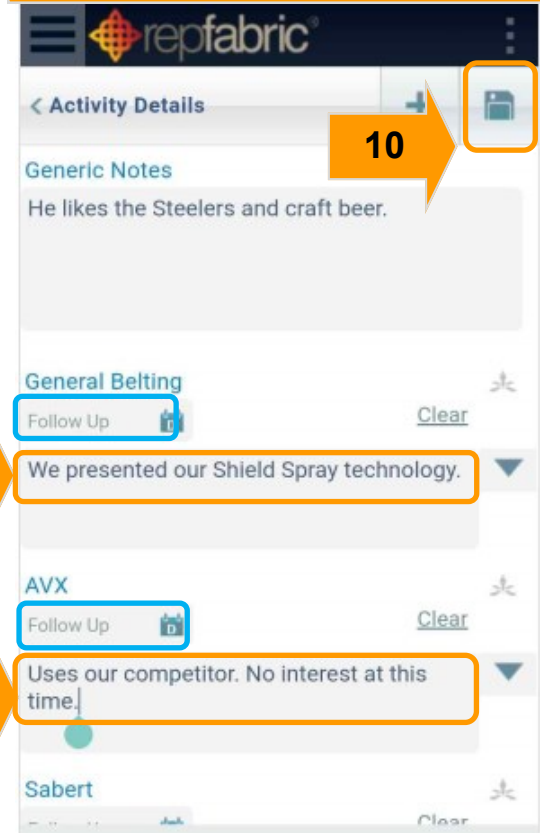 repfabric®
< Activity Details
10
Generic Notes
He likes the Steelers and craft beer.
General Belting
Follow Up
Clear
We presented our Shield Spray technology.
AVX
Follow Up
Clear
Uses our competitor. No interest at this
time.
Sabert
Clear